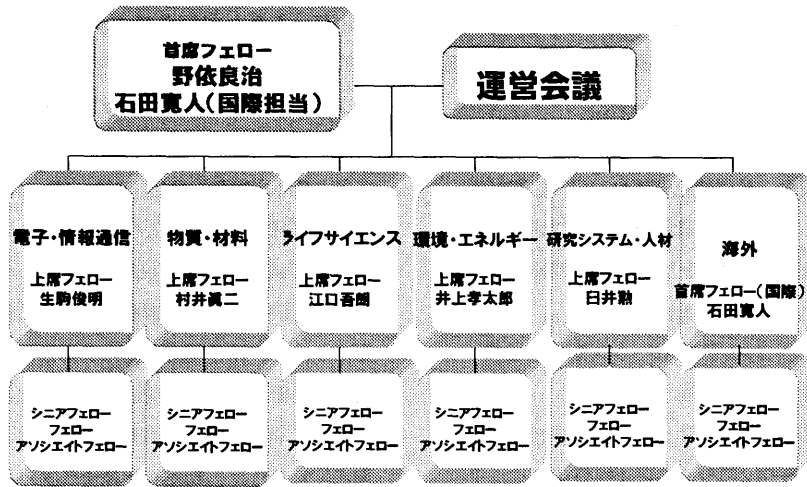 首席フェロー
野依良治
石田寛人(国際担当)
運営会議
電子・情報通信
上席フェロー
生駒俊明
物質・材料
上席フェロー
村井眞二
ライフサイエンス
上席フェロー
江口吾朗
環境・エネルギー
上席フェロー
井上孝太郎
研究システム・人材
上席フェロー
臼井勲
海外
首席フェロー(国際)
石田寛人
シニアフェロー
フェロー
アソシエイトフェロー
シニアフェロー
フェロー
アソシエイトフェロー
シニアフェロー
フェロー
アソシエイトフェロー
シニアフェロー
フェロー
アソシエイトフェロー
シニアフェロー
フェロー
アソシエイトフェロー
シニアフェロー
フェロー
アソシエイトフェロー